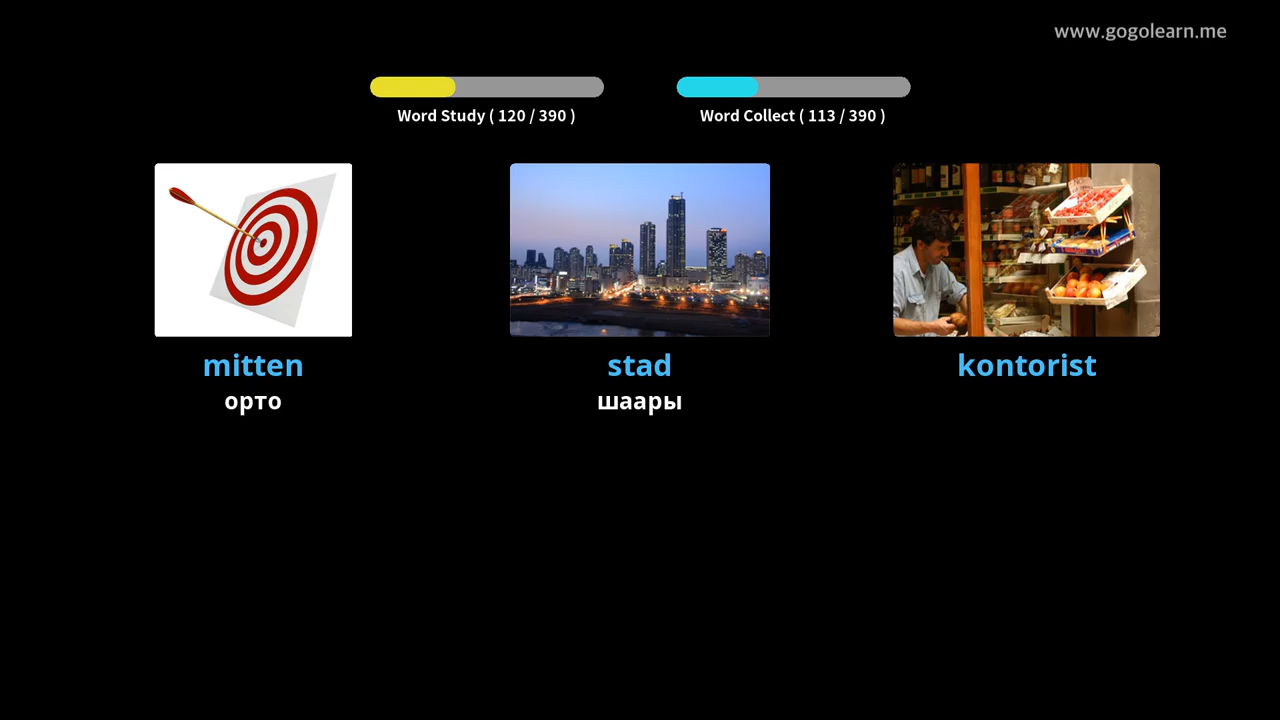 www.gogolearn.me
Word Study ( 120 / 390 )
Word Collect ( 113 / 390 )
mitten
орто
stad
шаары
kontorist